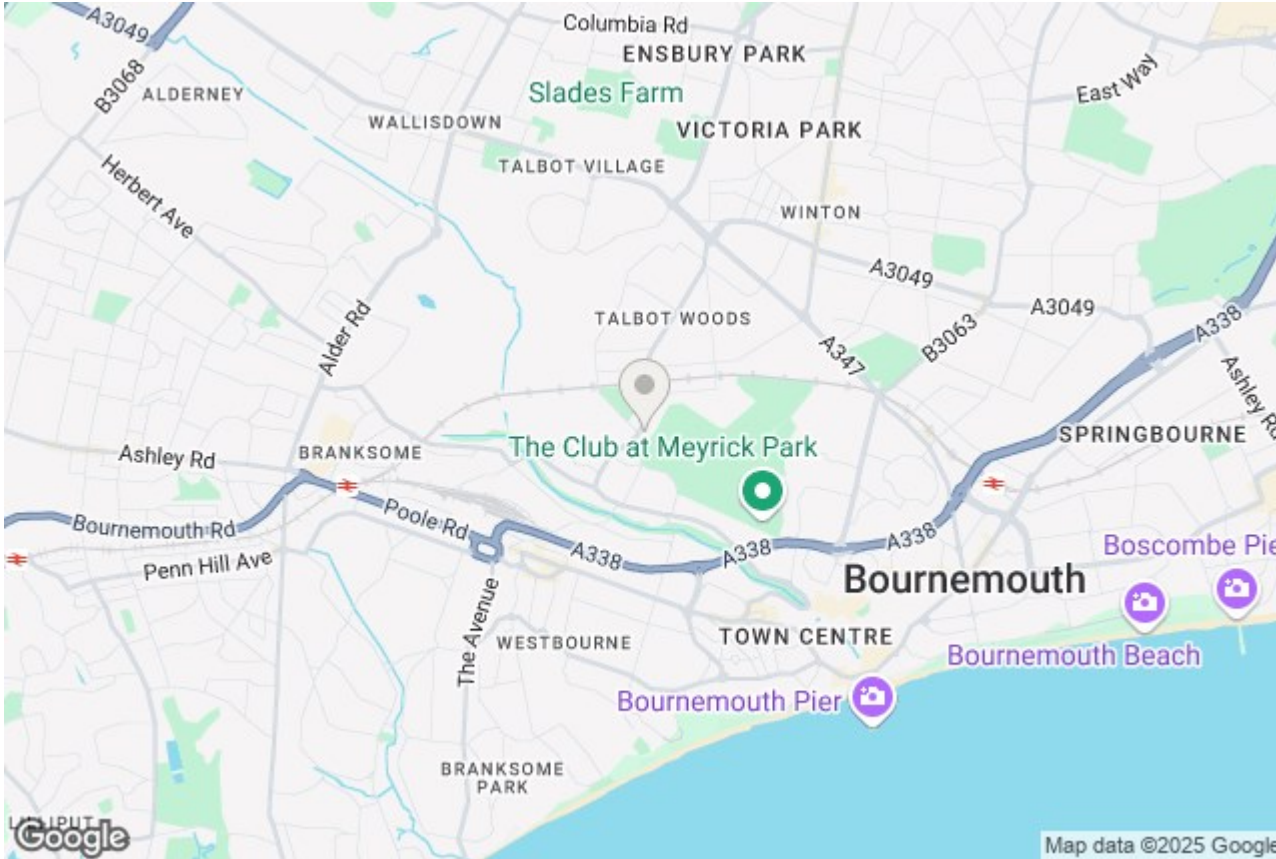 A3049
Columbia Rd
ENSBURY PARK
B3068
ALDERNEY
Slades Farm
East Way
WALLISDOWN
VICTORIA PARK
TALBOT VILLAGE
Herbert Ave
WINTON
A3049
A3049
Alder Rd
TALBOT WOODS
A347
B3063
A338
Ashley Rd
The Club at Meyrick Park
SPRINGBOURNE
Ashley Rd
BRANKSOME
Bournemouth Rd
Poole Rd
A338
A338
A338
Penn Hill Ave
Boscombe Pie
Bournemouth
The Avenue
WESTBOURNE
TOWN CENTRE
Bournemouth Beach
Bournemouth Pier
BRANKSOME
PARK
LILLIPUT
Google
Map data ©2025 Google